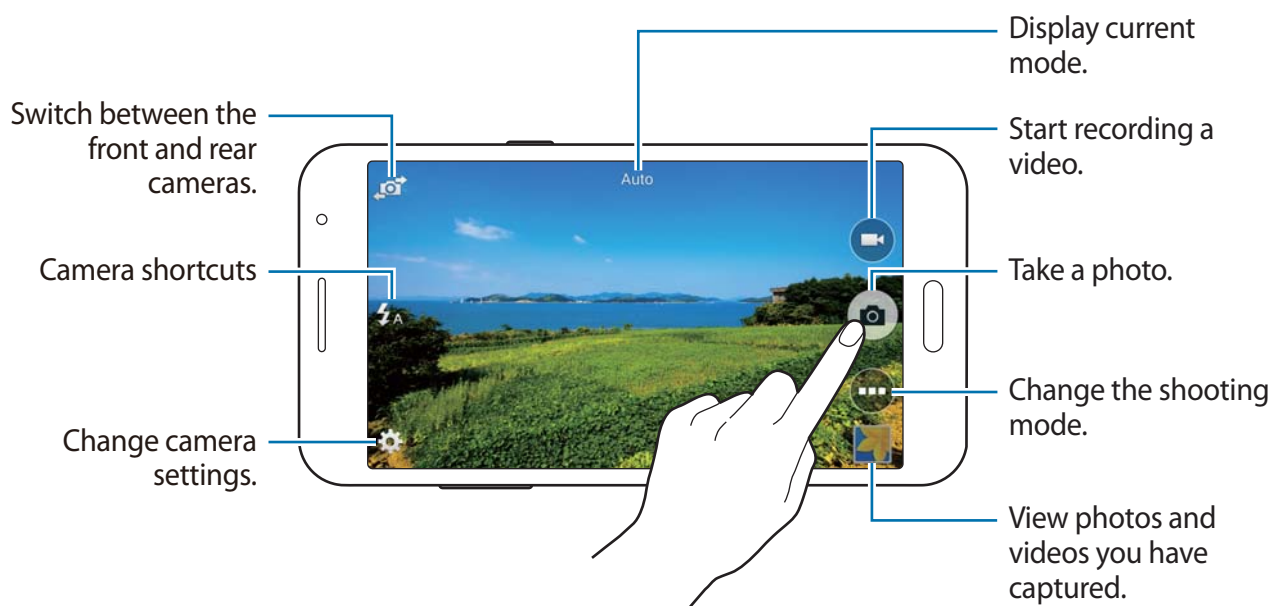 Display current
mode.
Switch between the
front and rear
cameras.
Start recording a
video.
Auto
Camera shortcuts
Take a photo.
A
Change the shooting
mode.
Change camera
settings.
View photos and
videos you have
captured.